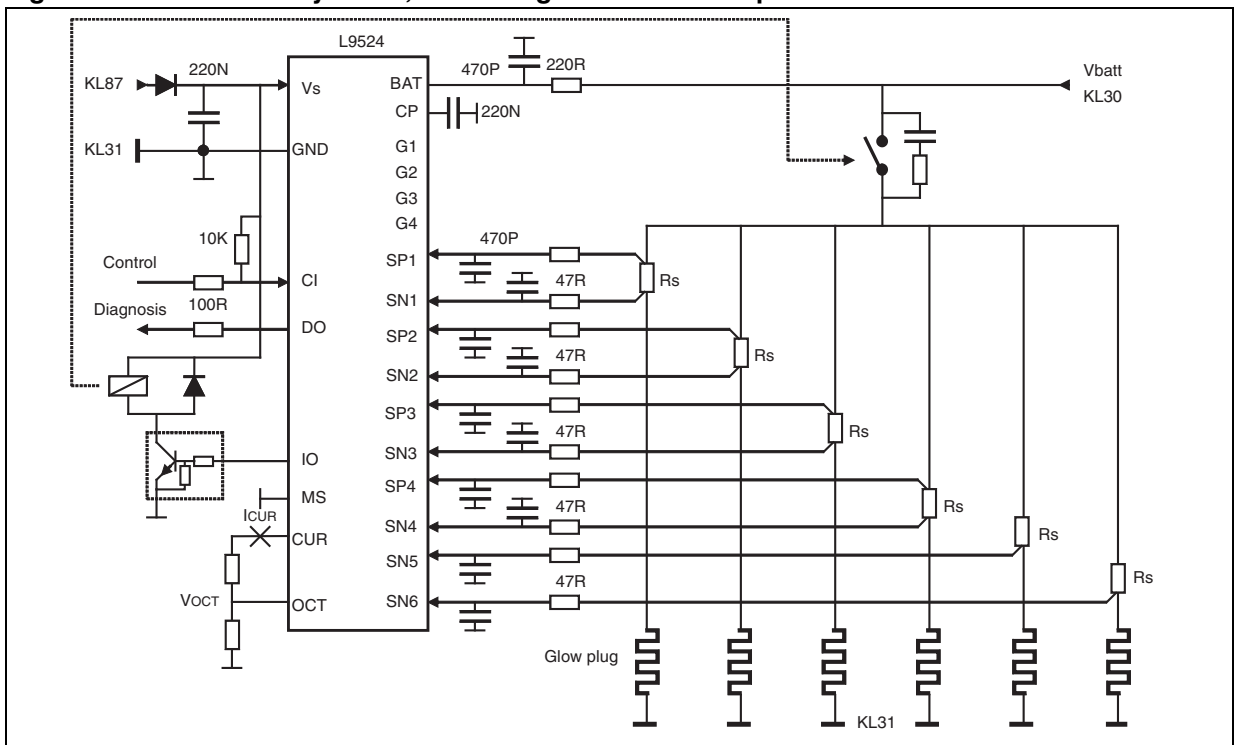 L9524
KL87
220N
Vs
GND
KL31
10K
Control
CI
Diagnosis
100R
DO
IO
MS
ICUR
CUR
VOCT
OCT
BAT
470P
220R
Vbatt
KL30
CP
220N
G1
G2
G3
G4
SP1
470P
Rs
SN1
47R
SP2
Rs
SN2
47R
SP3
Rs
SN3
47R
SP4
Rs
SN4
47R
SN5
Rs
SN6
47R
Rs
Glow plug
KL31